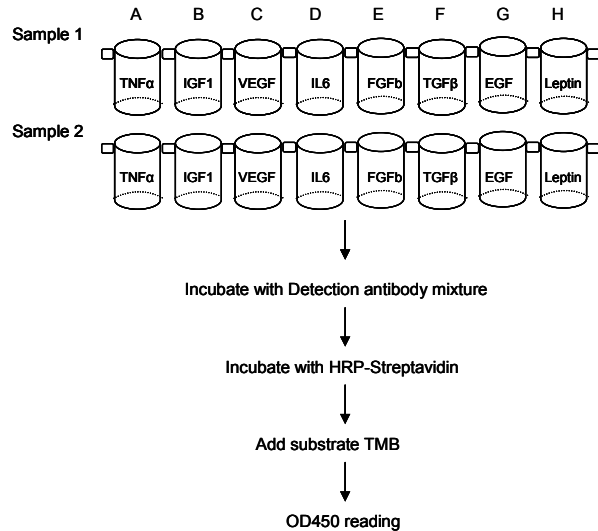 A B C D E F G H
Sample 1
TNFα IGF1 VEGF IL6 FGFb TGFβ EGF Leptin
Sample 2
TNFα IGF1 VEGF IL6 FGFb TGFβ EGF Leptin
Incubate with Detection antibody mixture
Incubate with HRP-Streptavidin
Add substrate TMB
OD450 reading